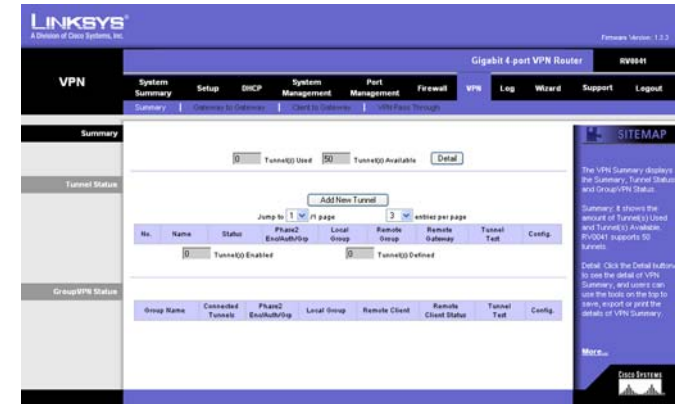 LINKSYS®
A Division of Cisco Systems, Inc.
Firmware Version: 1.3.3
Gigabit 4-port VPN Router RV0041
VPN
System Summary Setup DHCP System Management Port Management Firewall VPN Log Wizard Support Logout
Summary | Gateway to Gateway | Client to Gateway | VPN Pass Through
Summary
SITEMAP
0 Tunnel(s) Used 50 Tunnel(s) Available Detail
Tunnel Status
Add New Tunnel
Jump to 1 /1 page 3 entries per page
No. Name Status Phase2 Enc/Auth/Grp Local Group Remote Group Remote Gateway Tunnel Test Config.
0 Tunnel(s) Enabled 0 Tunnel(s) Defined
GroupVPN Status
Group Name Connected Tunnels Phase2 Enc/Auth/Grp Local Group Remote Client Remote Client Status Tunnel Test Config.
The VPN Summary displays
the Summary, Tunnel Status
and GroupVPN Status.
Summary: It shows the
amount of Tunnel(s) Used
and Tunnel(s) Available.
RV0041 supports 50
tunnels.
Detail: Click the Detail button
to see the detail of VPN
Summary, and users can
use the tools on the top to
save, export or print the
details of VPN Summary.
More...
CISCO SYSTEMS